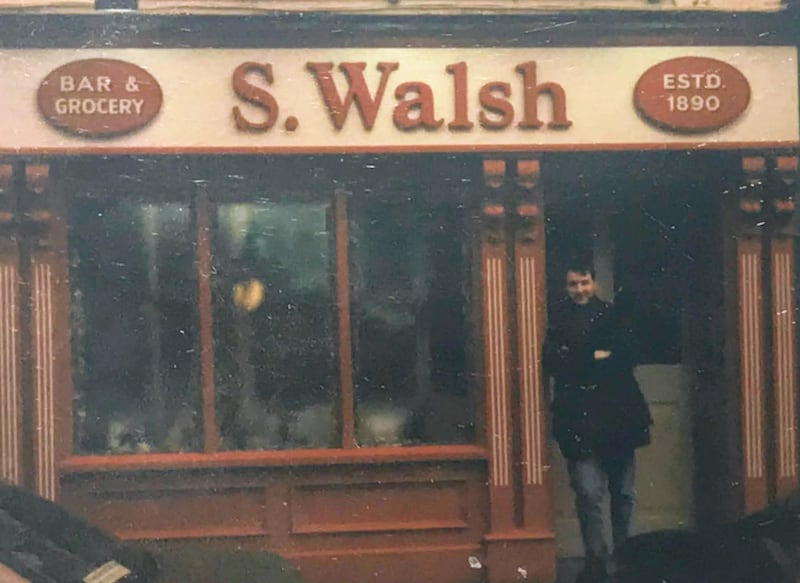 BAR &
GROCERY
S. Walsh
ESTD.
1890